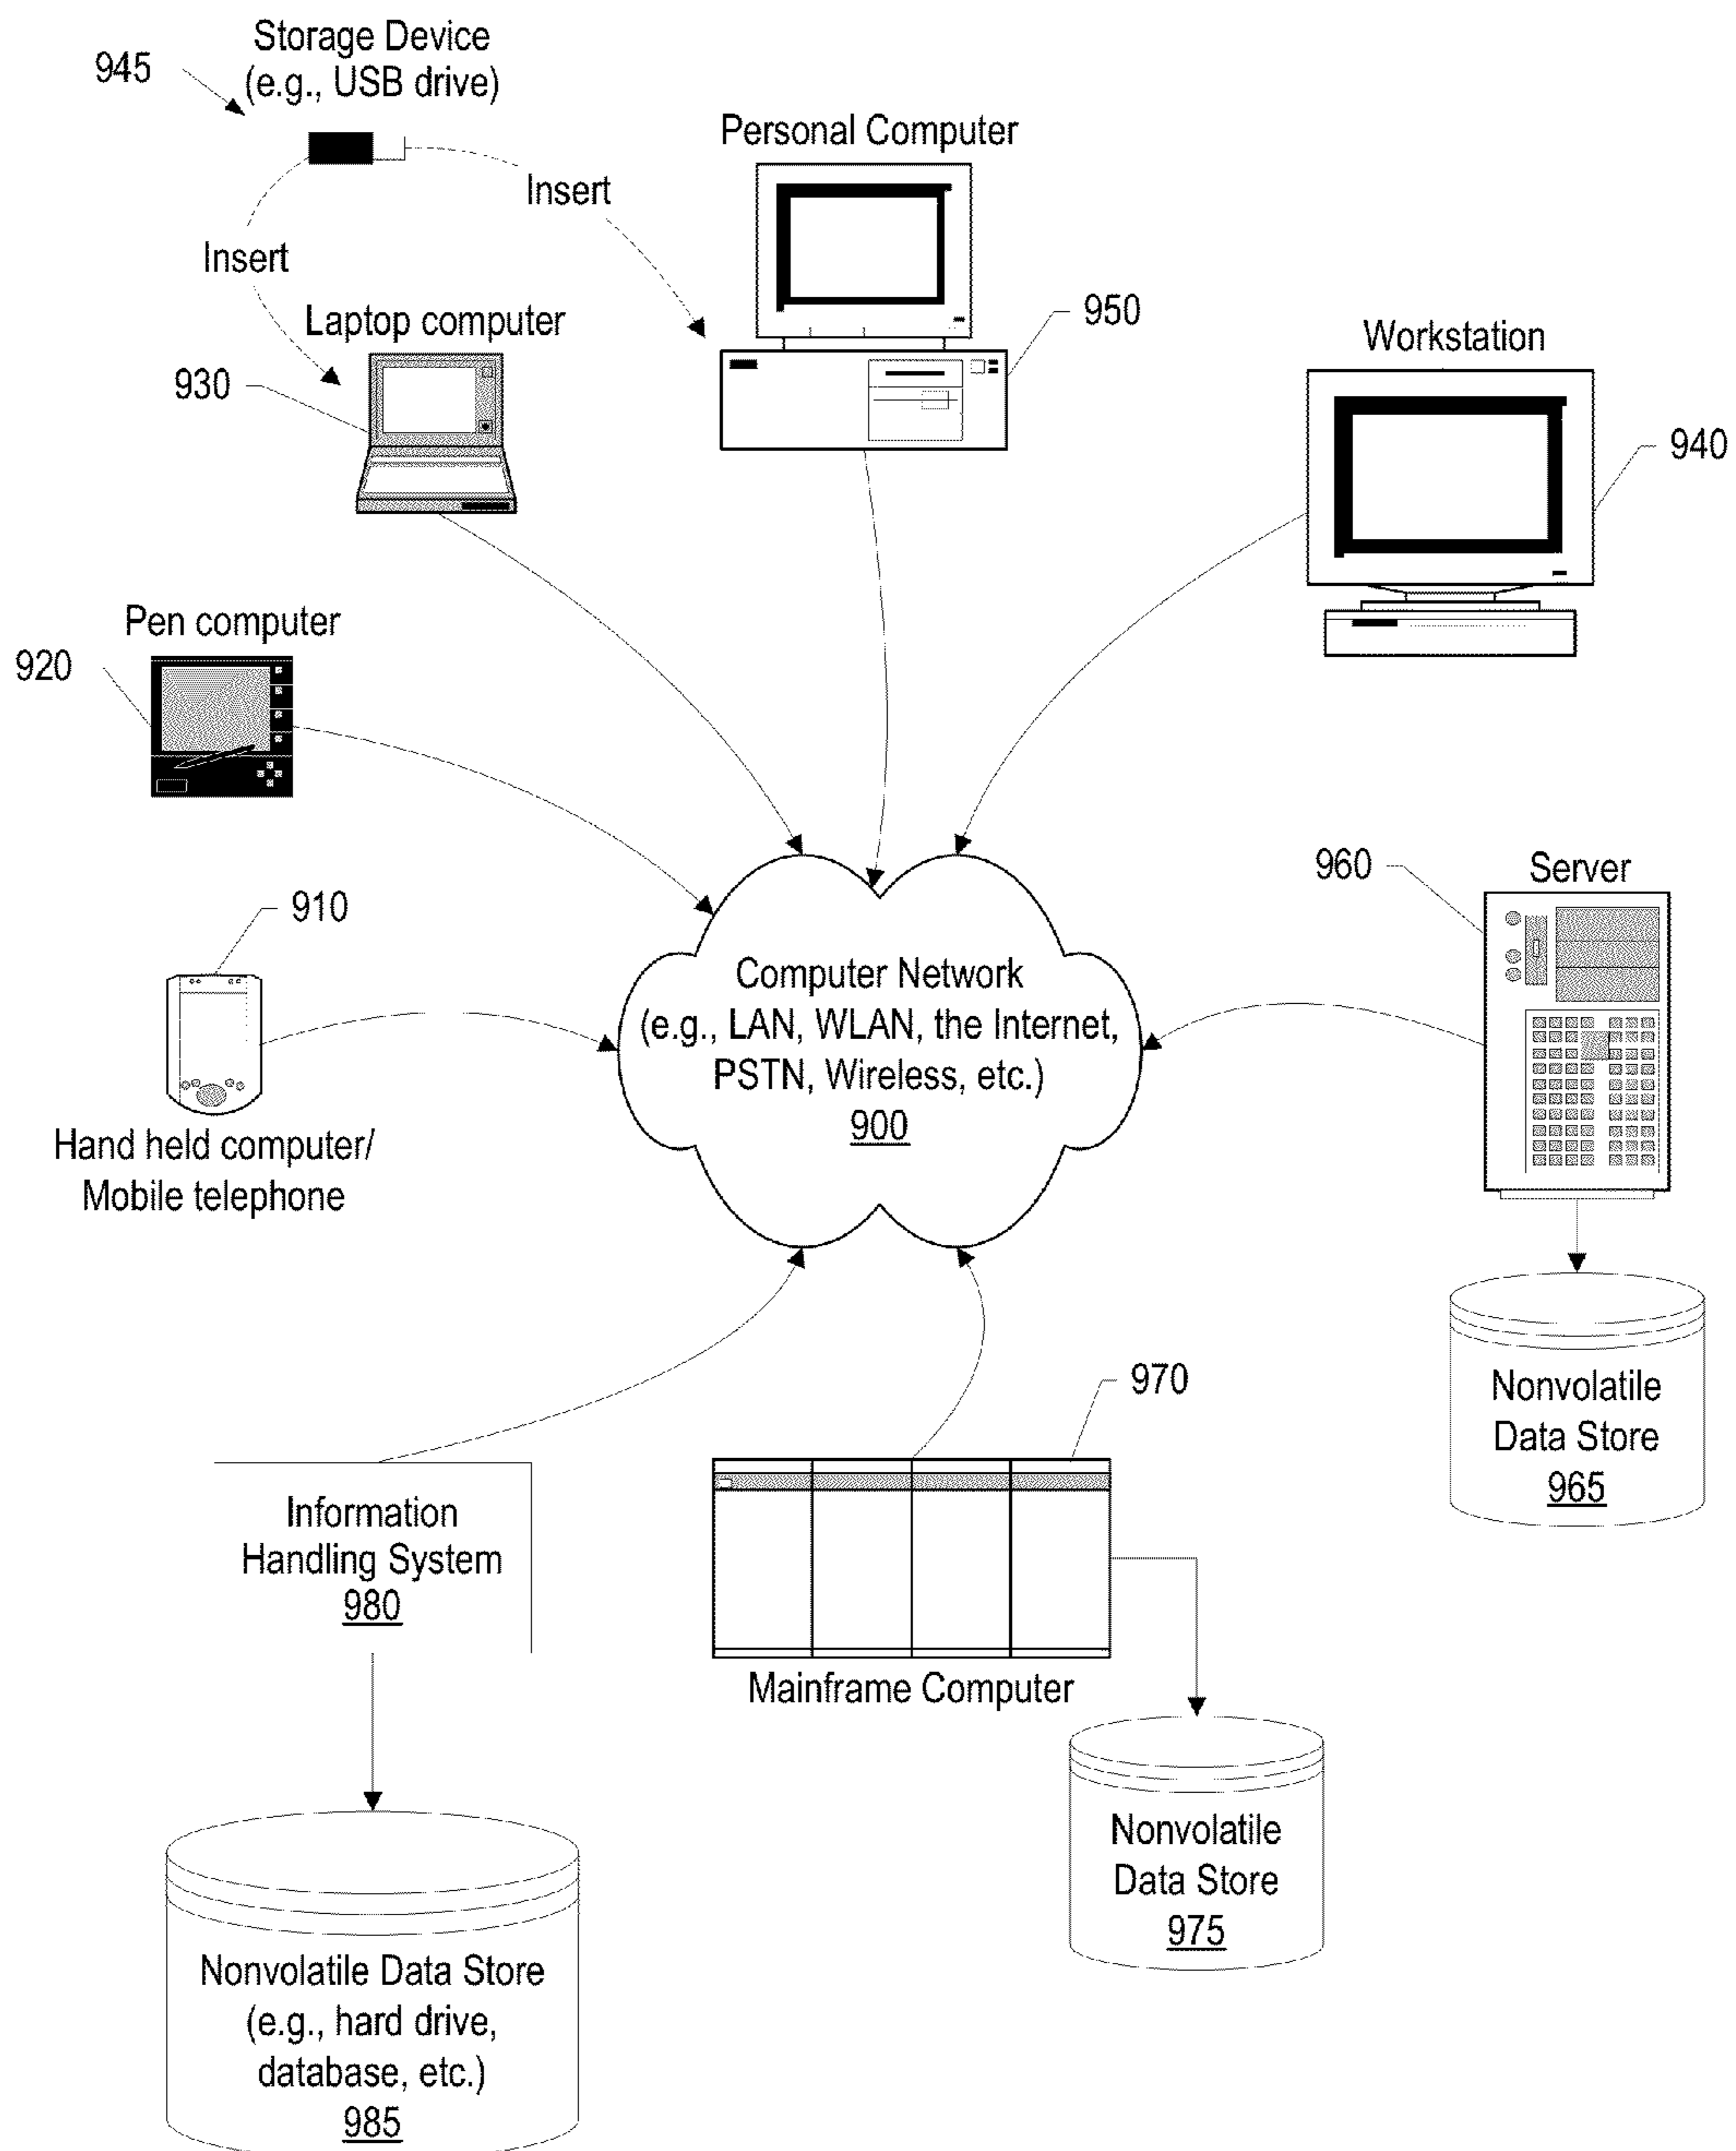 Storage Device
(e.g., USB drive)
945
Personal Computer
Insert
Insert
Laptop computer
930
950
Workstation
940
Pen computer
920
960
Server
910
Computer Network
(e.g., LAN, WLAN, the Internet,
PSTN, Wireless, etc.)
900
Hand held computer/
Mobile telephone
Nonvolatile
Data Store
965
970
Information
Handling System
980
Mainframe Computer
Nonvolatile
Data Store
975
Nonvolatile Data Store
(e.g., hard drive,
database, etc.)
985